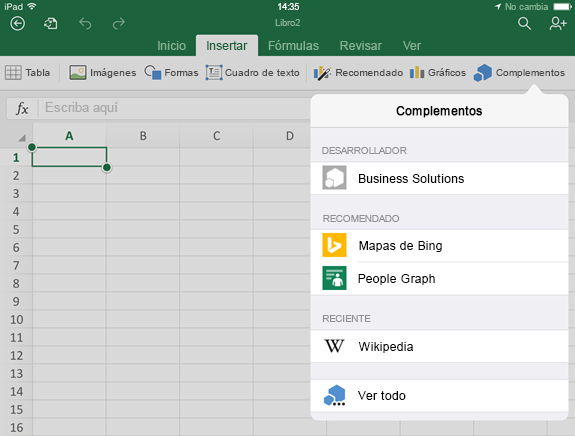 iPad 14:35 No cambia
Libro2
Inicio Insertar Fórmulas Revisar Ver
Tabla Imágenes Formas Cuadro de texto Recomendado Gráficos Complementos
fx Escriba aquí
Complementos
A B C D
DESARROLLADOR
Business Solutions
RECOMENDADO
Mapas de Bing
People Graph
RECIENTE
W Wikipedia
Ver todo
1
2
3
4
5
6
7
8
9
10
11
12
13
14
15
16